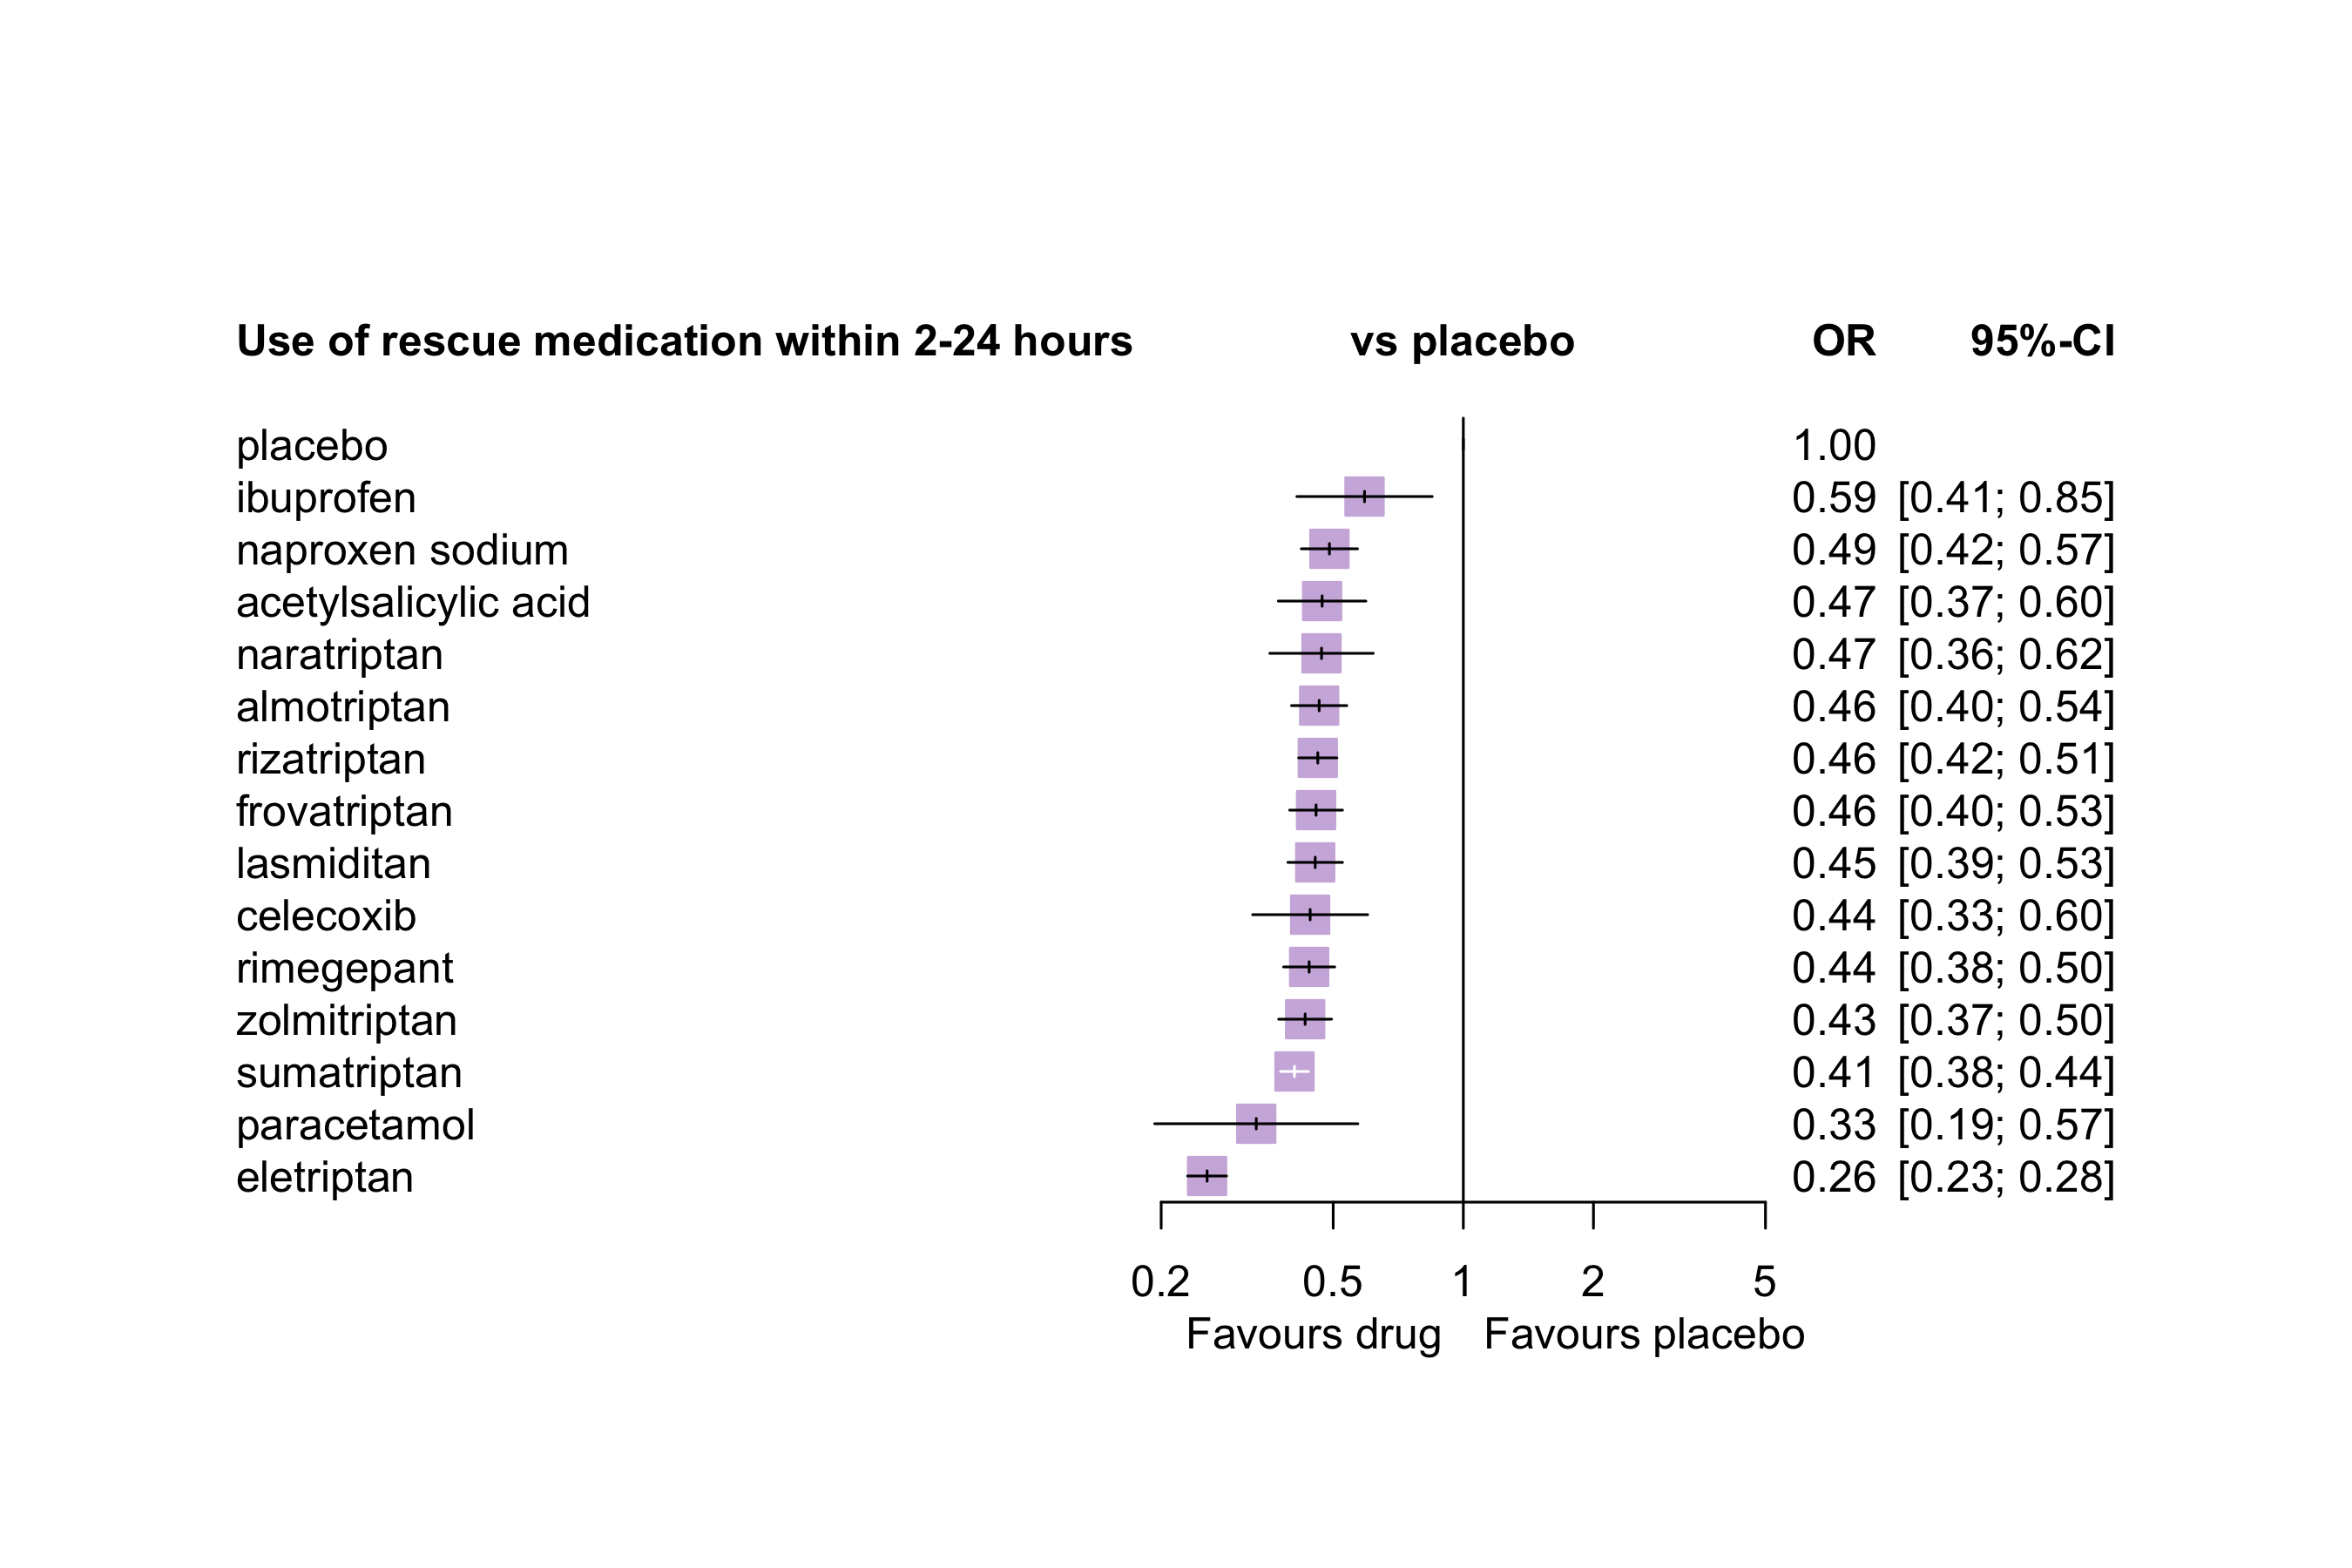 Use of rescue medication within 2-24 hours vs placebo OR 95%-CI
placebo 1.00
ibuprofen 0.59 [0.41; 0.85]
naproxen sodium 0.49 [0.42; 0.57]
acetylsalicylic acid 0.47 [0.37; 0.60]
naratriptan 0.47 [0.36; 0.62]
almotriptan 0.46 [0.40; 0.54]
rizatriptan 0.46 [0.42; 0.51]
frovatriptan 0.46 [0.40; 0.53]
lasmiditan 0.45 [0.39; 0.53]
celecoxib 0.44 [0.33; 0.60]
rimegepant 0.44 [0.38; 0.50]
zolmitriptan 0.43 [0.37; 0.50]
sumatriptan 0.41 [0.38; 0.44]
paracetamol 0.33 [0.19; 0.57]
eletriptan 0.26 [0.23; 0.28]
0.2 0.5 1 2 5
Favours drug Favours placebo